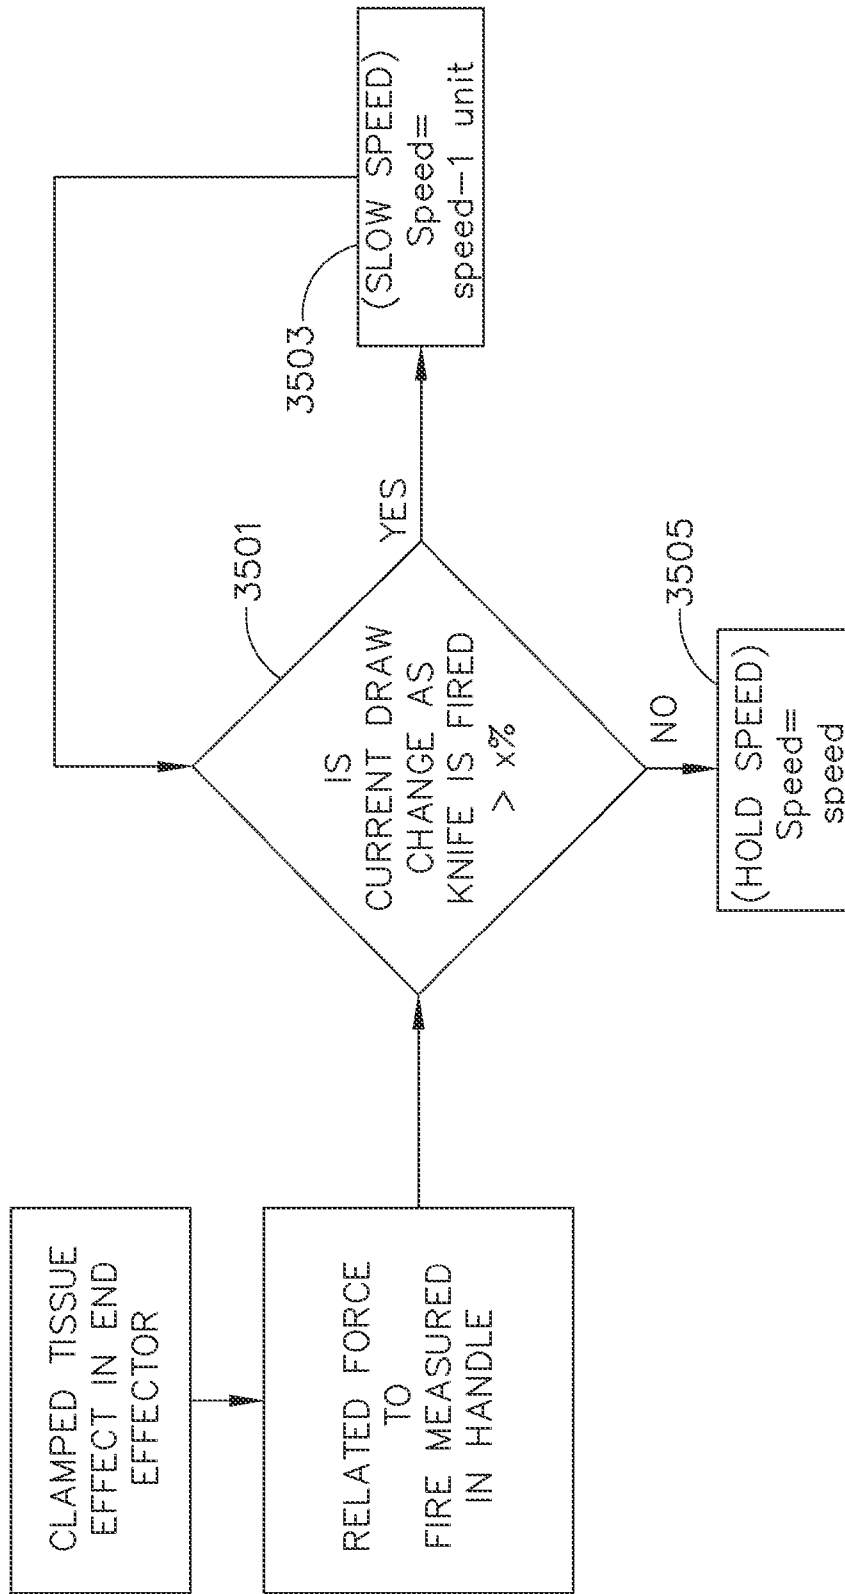 CLAMPED TISSUE
EFFECT IN END
EFFECTOR
RELATED FORCE
TO
FIRE MEASURED
IN HANDLE
IS
CURRENT DRAW
CHANGE AS
KNIFE IS FIRED
> x%
3501
YES
3503
(SLOW SPEED)
Speed=
speed-1 unit
NO
3505
(HOLD SPEED)
Speed=
speed